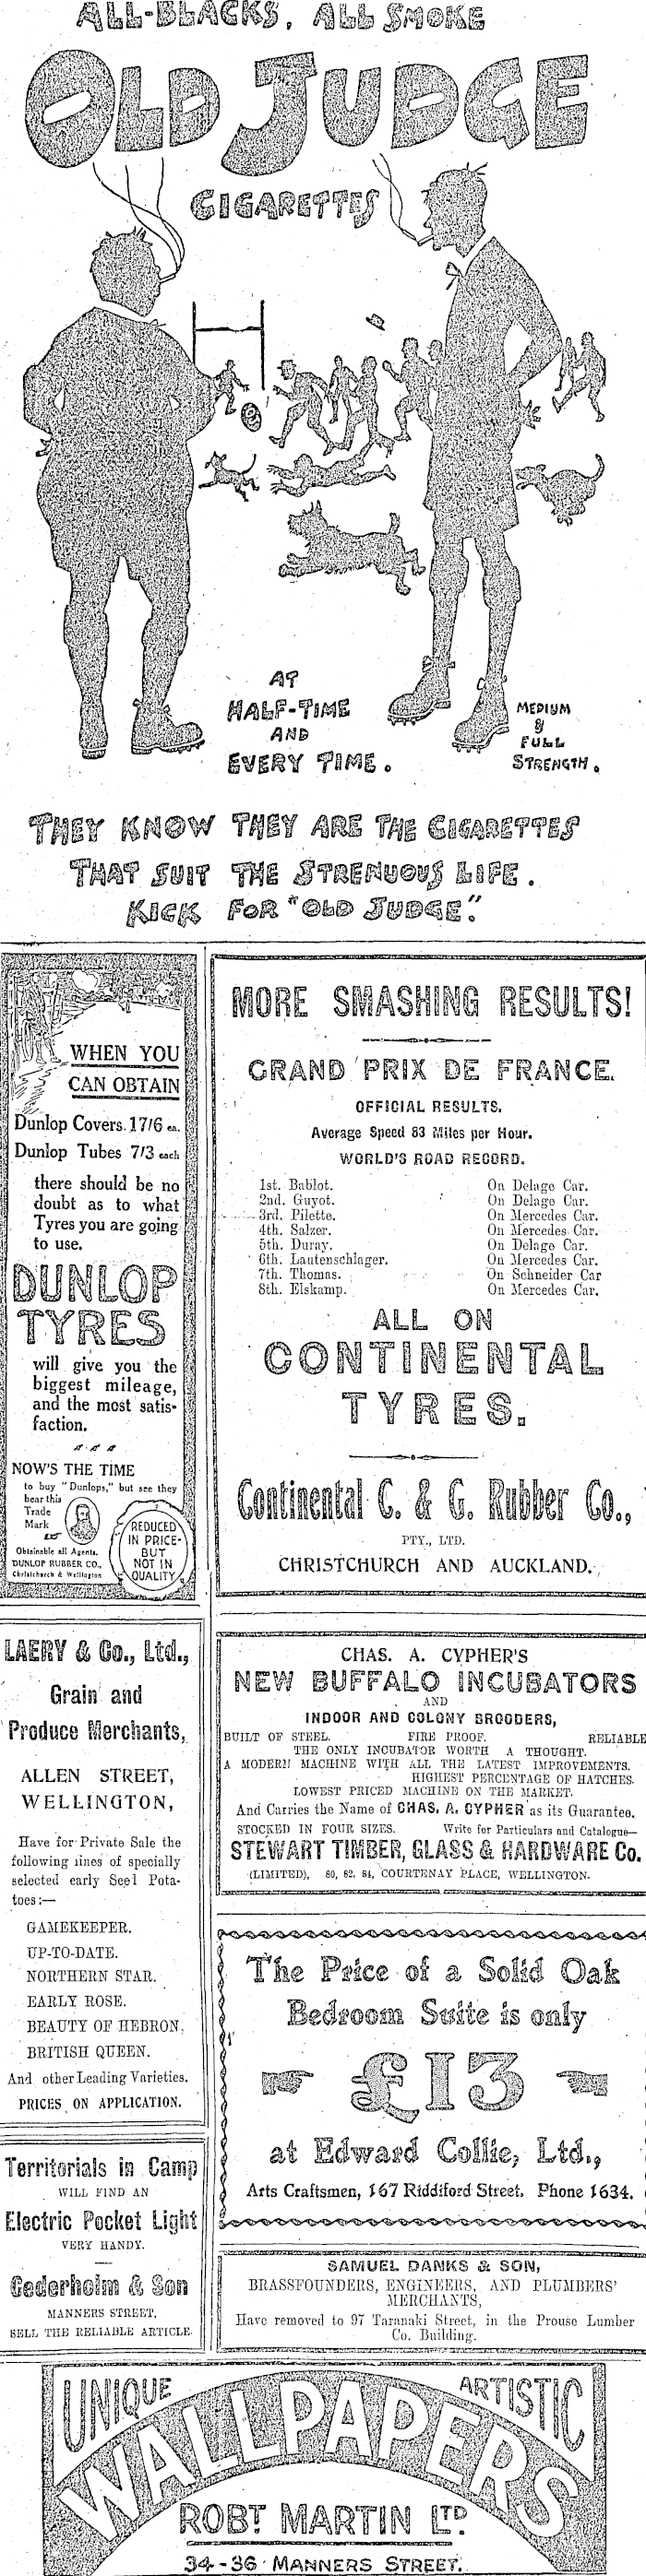 ALL-BLACKS, ALL SMOKE
OLD JUDGE
CIGARETTES
AT
HALF-TIME
AND
EVERY TIME.
MEDIUM
&
FULL
STRENGTH.
THEY KNOW THEY ARE THE CIGARETTES
THAT SUIT THE STRENUOUS LIFE.
KICK FOR "OLD JUDGE."
WHEN YOU
CAN OBTAIN
Dunlop Covers 17/6 ea.
Dunlop Tubes 7/3 each
there should be no
doubt as to what
Tyres you are going
to use.
DUNLOP
TYRES
will give you the
biggest mileage,
and the most satis-
faction.
NOW'S THE TIME
to buy "Dunlops," but see they
bear this
Trade
Mark
Obtainable all Agents.
DUNLOP RUBBER CO.,
Christchurch & Wellington
REDUCED
IN PRICE-
BUT
NOT IN
QUALITY
MORE SMASHING RESULTS!
GRAND PRIX DE FRANCE.
OFFICIAL RESULTS.
Average Speed 83 Miles per Hour.
WORLD'S ROAD RECORD.
1st. Bablot. On Delage Car.
2nd. Guyot. On Delage Car.
3rd. Pilette. On Mercedes Car.
4th. Salzer. On Mercedes Car.
5th. Duray. On Delage Car.
6th. Lautenschlager. On Mercedes Car.
7th. Thomas. On Schneider Car
8th. Elskamp. On Mercedes Car.
ALL ON
CONTINENTAL
TYRES.
Continental C. & G. Rubber Co.,
PTY., LTD.
CHRISTCHURCH AND AUCKLAND.
LAERY & Co., Ltd.,
Grain and
Produce Merchants,
ALLEN STREET,
WELLINGTON,
Have for Private Sale the
following lines of specially
selected early Seel Pota-
toes:—
GAMEKEEPER.
UP-TO-DATE.
NORTHERN STAR.
EARLY ROSE.
BEAUTY OF HEBRON.
BRITISH QUEEN.
And other Leading Varieties.
PRICES ON APPLICATION.
Territorials in Camp
WILL FIND AN
Electric Pocket Light
VERY HANDY.
Cederholm & Son
MANNERS STREET,
SELL THE RELIABLE ARTICLE.
CHAS. A. CYPHER'S
NEW BUFFALO INCUBATORS
AND
INDOOR AND COLONY BROODERS,
BUILT OF STEEL. FIRE PROOF. RELIABLE
THE ONLY INCUBATOR WORTH A THOUGHT.
A MODERN MACHINE WITH ALL THE LATEST IMPROVEMENTS.
HIGHEST PERCENTAGE OF HATCHES.
LOWEST PRICED MACHINE ON THE MARKET.
And Carries the Name of CHAS. A. CYPHER as its Guarantee.
STOCKED IN FOUR SIZES. Write for Particulars and Catalogue—
STEWART TIMBER, GLASS & HARDWARE Co.
(LIMITED), 80, 82, 84, COURTENAY PLACE, WELLINGTON.
The Price of a Solid Oak
Bedroom Suite is only
£13
at Edward Collie, Ltd.,
Arts Craftsmen, 167 Riddiford Street. Phone 1634.
SAMUEL DANKS & SON,
BRASSFOUNDERS, ENGINEERS, AND PLUMBERS'
MERCHANTS,
Have removed to 97 Taranaki Street, in the Prouse Lumber
Co. Building.
UNIQUE ARTISTIC
WALLPAPERS
ROBT MARTIN LTD.
34-36 MANNERS STREET.